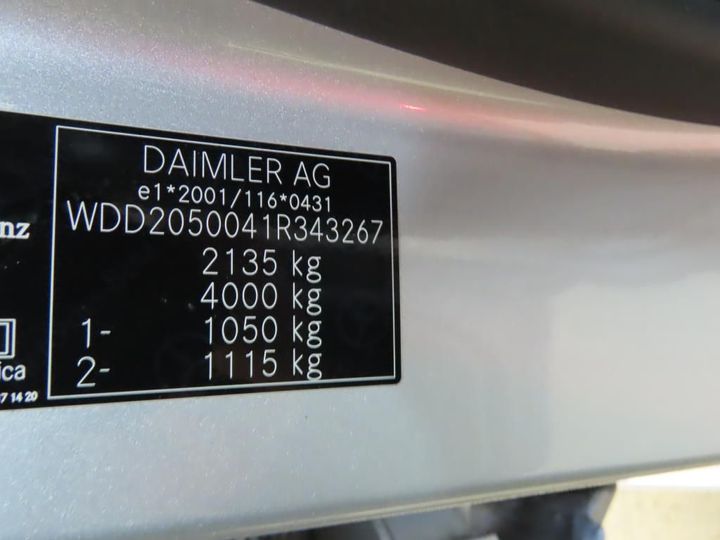 DAIMLER AG
e1*2001/116*0431
WDD2050041R343267
2135 kg
4000 kg
1- 1050 kg
2- 1115 kg
nz
ica
7 14 20